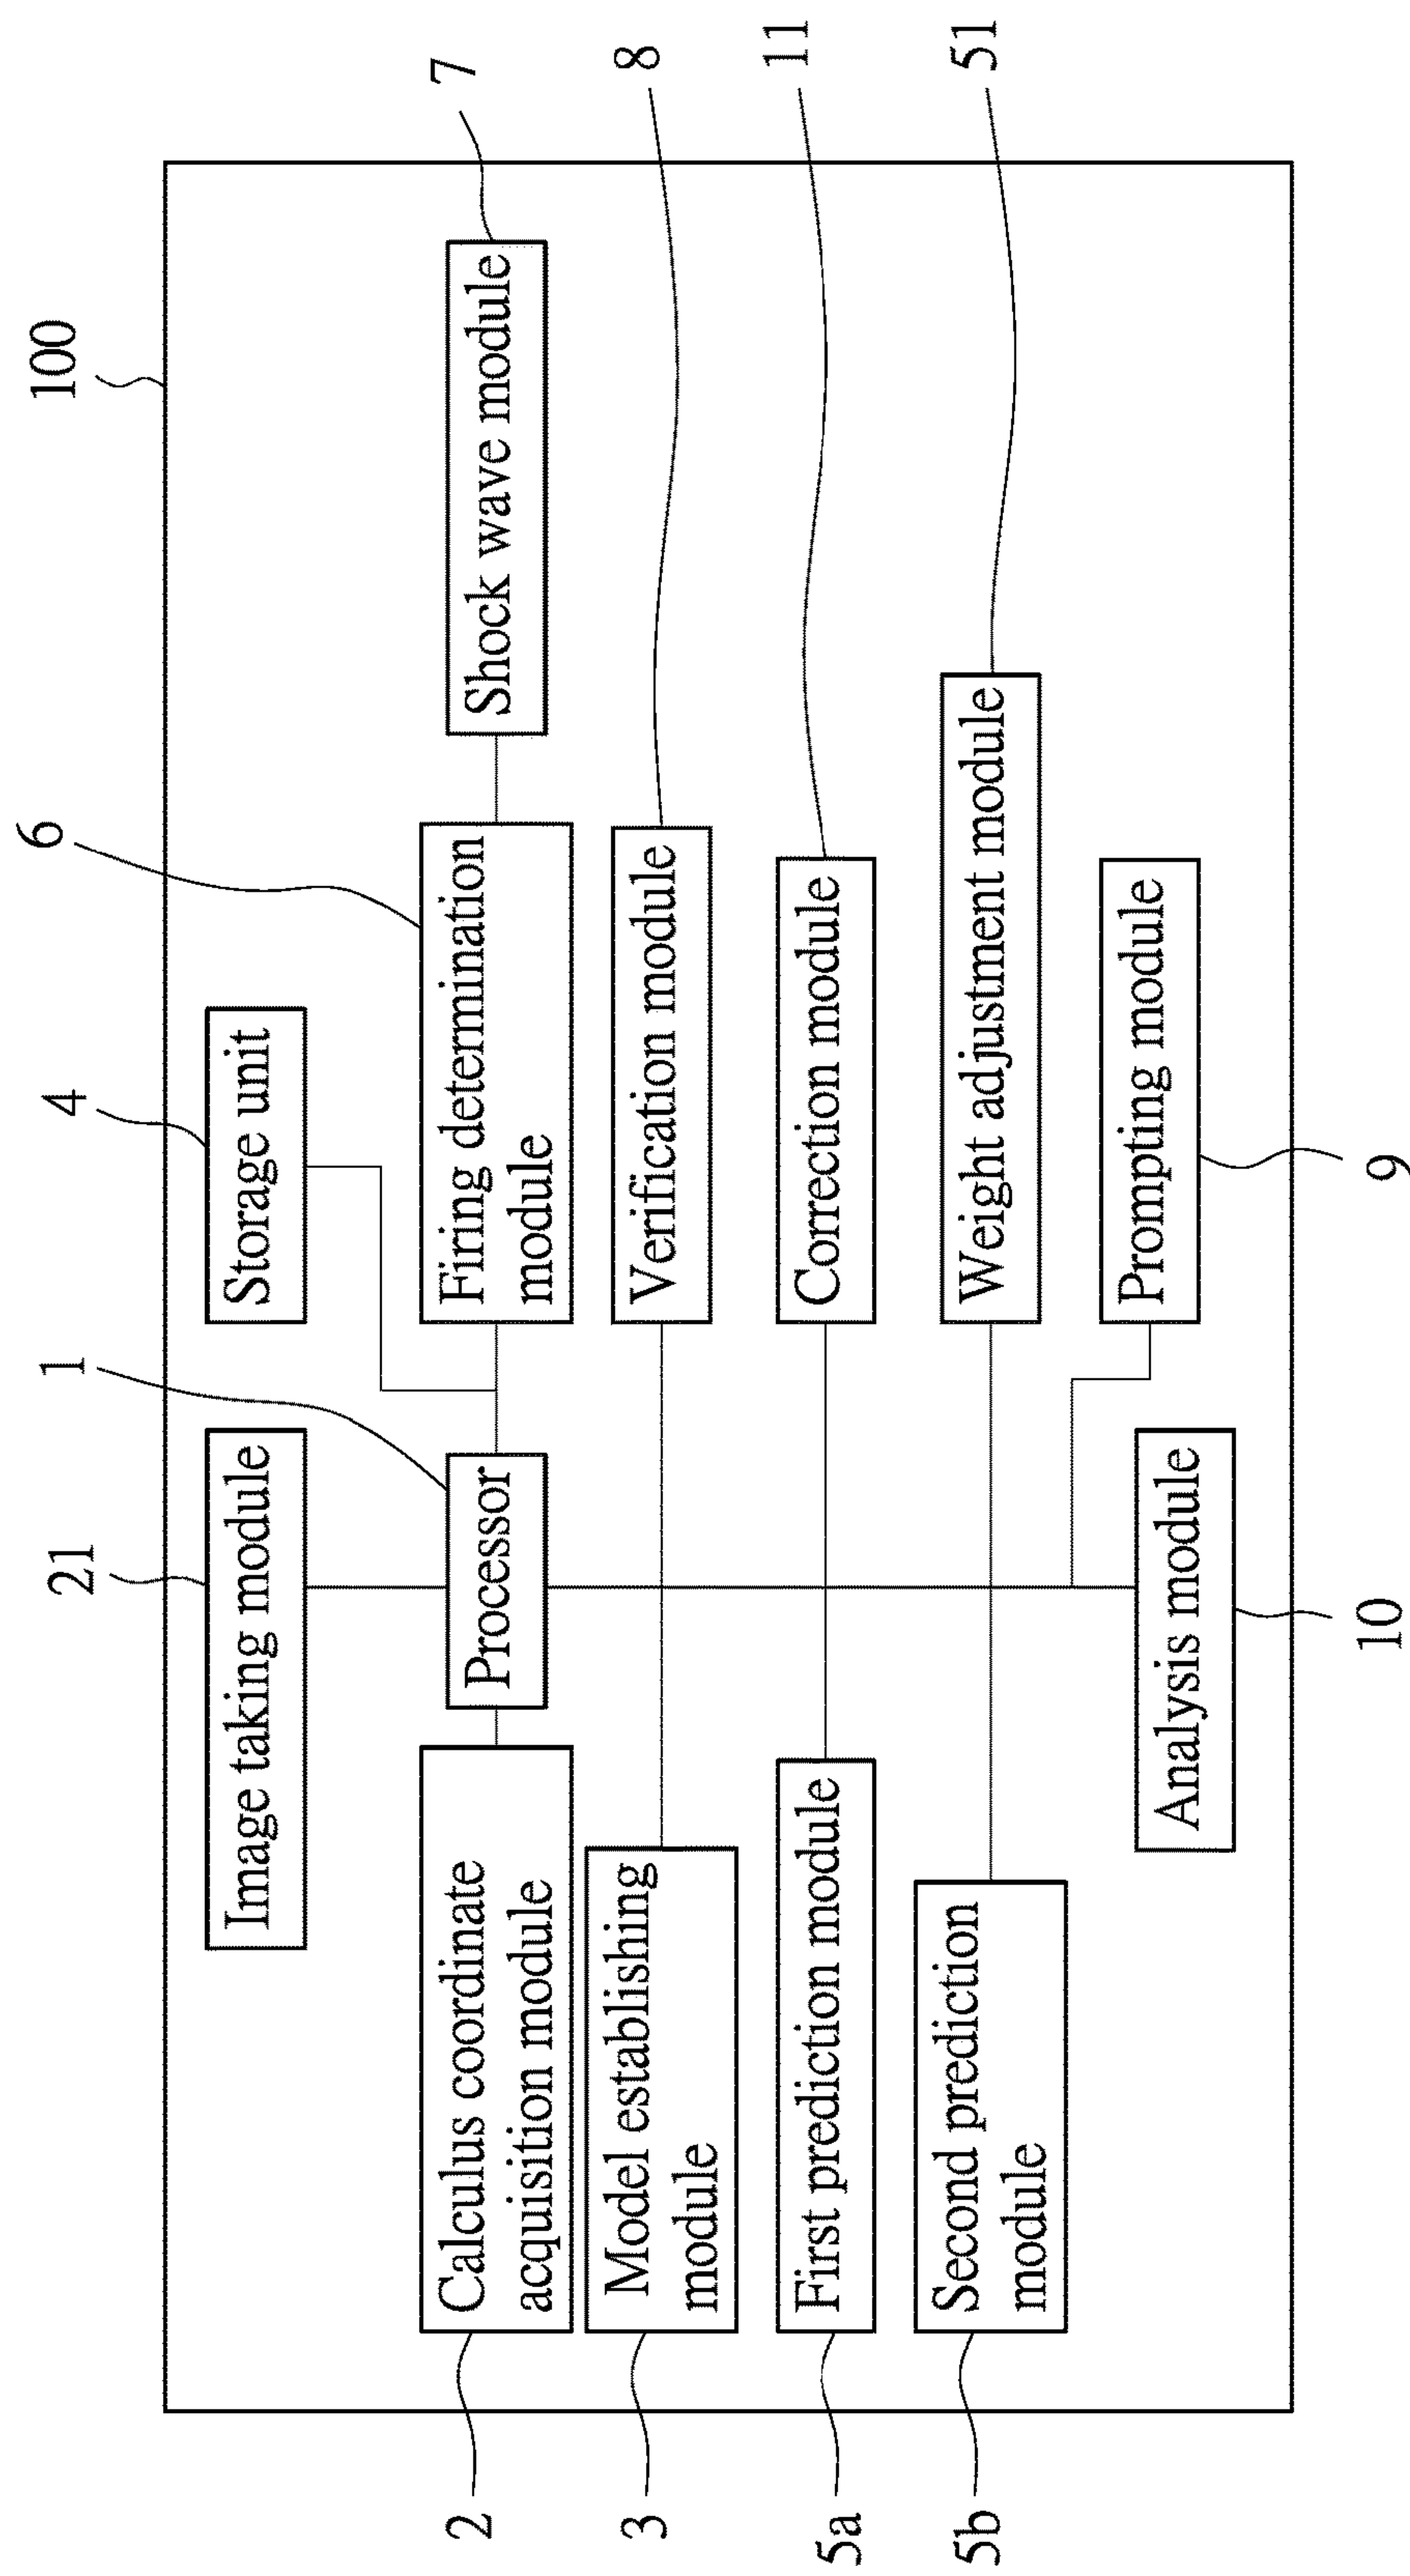 100
21
1
4
6
7
8
11
51
Image taking module
Storage unit
Calculus coordinate
acquisition module
Processor
Firing determination
module
Shock wave module
2
Model establishing
module
Verification module
3
First prediction module
Correction module
5a
Second prediction
module
Weight adjustment module
5b
Analysis module
Prompting module
10
9